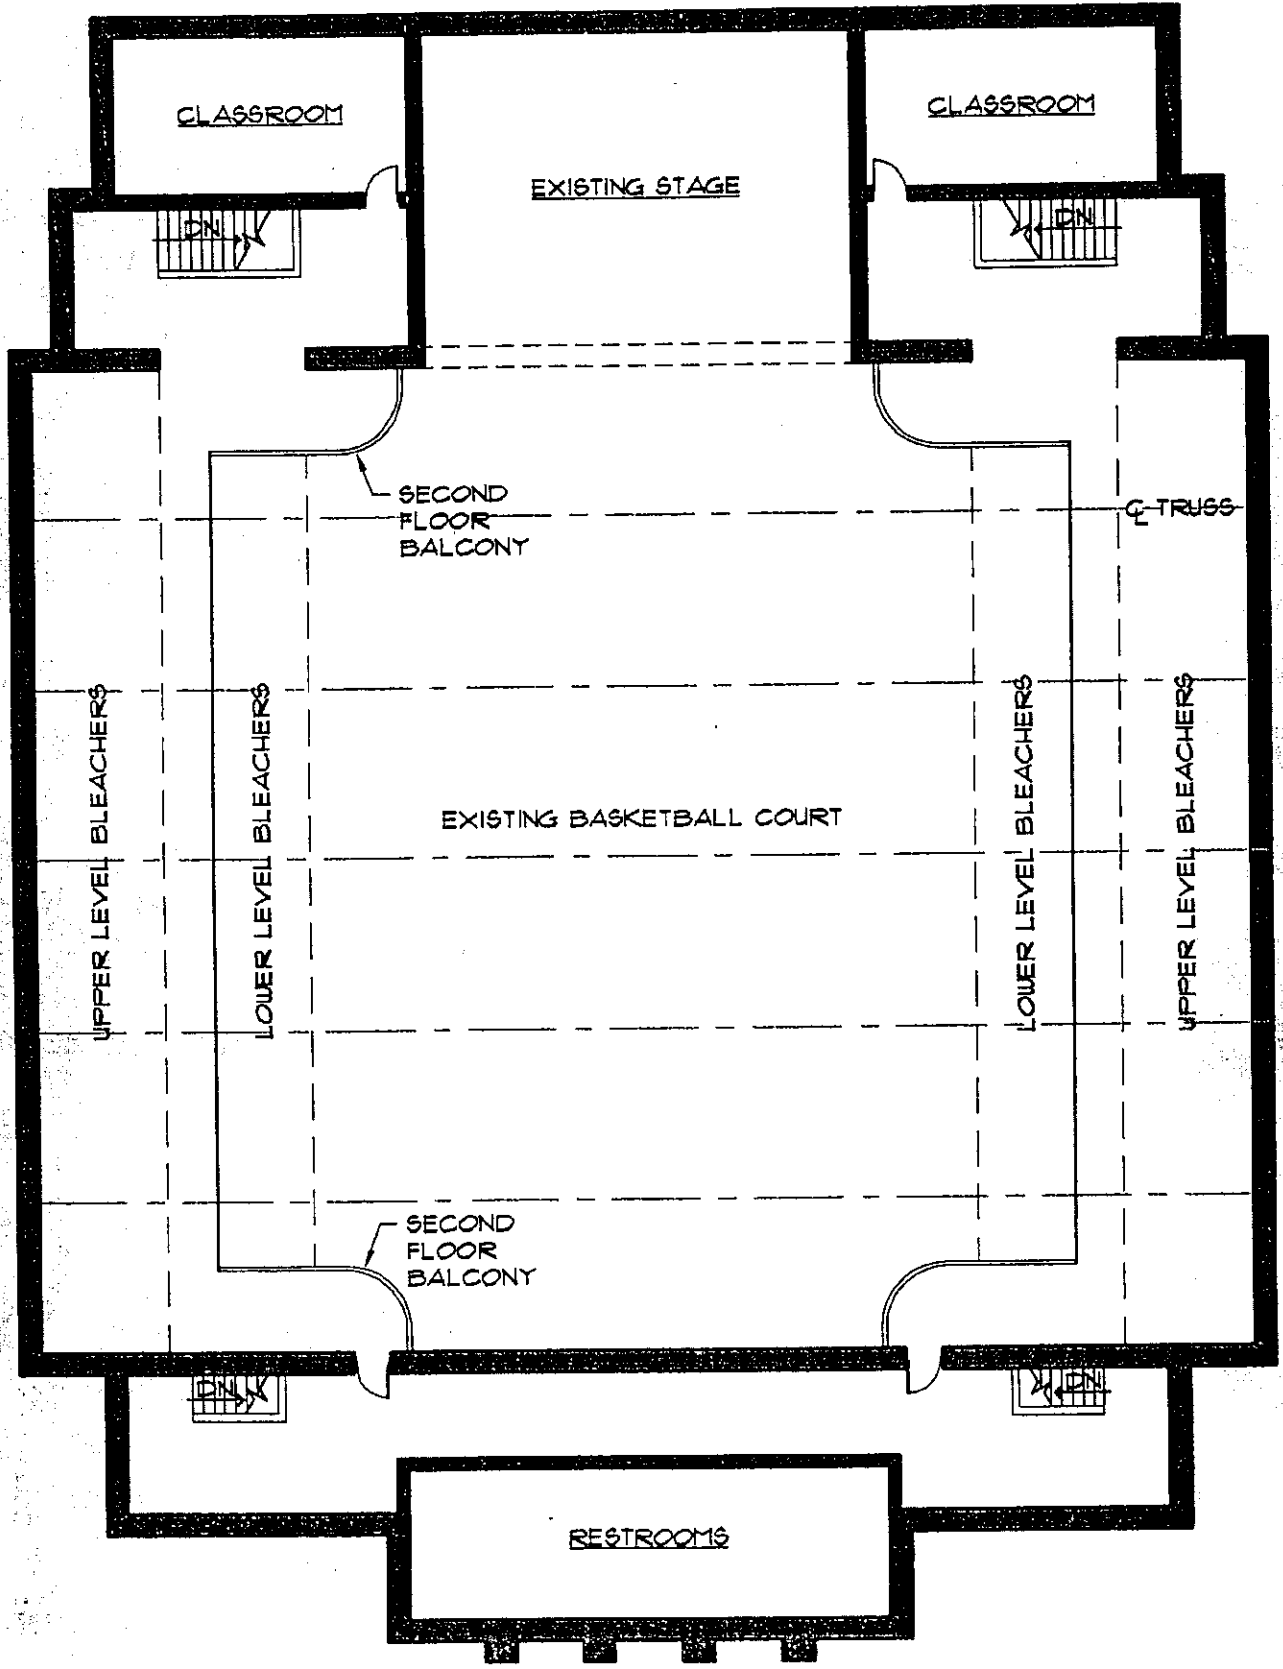 CLASSROOM
CLASSROOM
EXISTING STAGE
DN
DN
SECOND
FLOOR
BALCONY
℄ TRUSS
UPPER LEVEL BLEACHERS
LOWER LEVEL BLEACHERS
EXISTING BASKETBALL COURT
LOWER LEVEL BLEACHERS
UPPER LEVEL BLEACHERS
SECOND
FLOOR
BALCONY
DN
DN
RESTROOMS